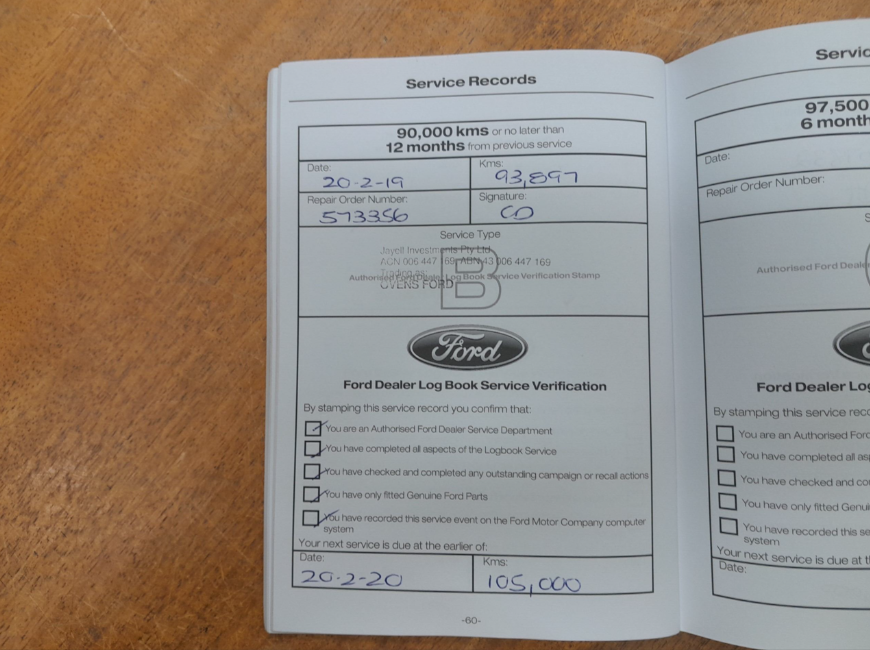 Service Records
90,000 kms or no later than
12 months from previous service
Date:
20-2-19
Kms:
93,897
Repair Order Number:
573356
Signature:
CO
Service Type
B
Jayell Investments Pty Ltd
ACN 006 447 169, ABN 43 006 447 169
Trading as
Authorised Ford Dealer Log Book Service Verification Stamp
OVENS FORD
Ford
Ford Dealer Log Book Service Verification
By stamping this service record you confirm that:
You are an Authorised Ford Dealer Service Department
You have completed all aspects of the Logbook Service
You have checked and completed any outstanding campaign or recall actions
You have only fitted Genuine Ford Parts
You have recorded this service event on the Ford Motor Company computer
system
Your next service is due at the earlier of:
Date:
20-2-20
Kms:
105,000
-60-
Servic
97,500
6 month
Date:
Repair Order Number:
S
Authorised Ford Deale
Ford Dealer Log
By stamping this service reco
You are an Authorised Ford
You have completed all asp
You have checked and co
You have only fitted Genui
You have recorded this se
system
Your next service is due at th
Date: